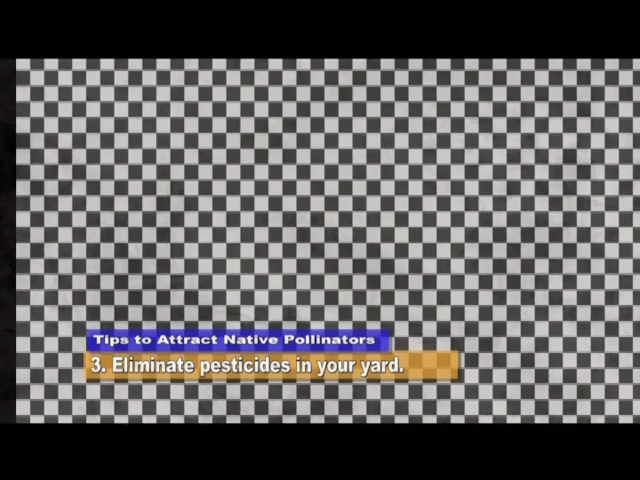 Tips to Attract Native Pollinators
3. Eliminate pesticides in your yard.